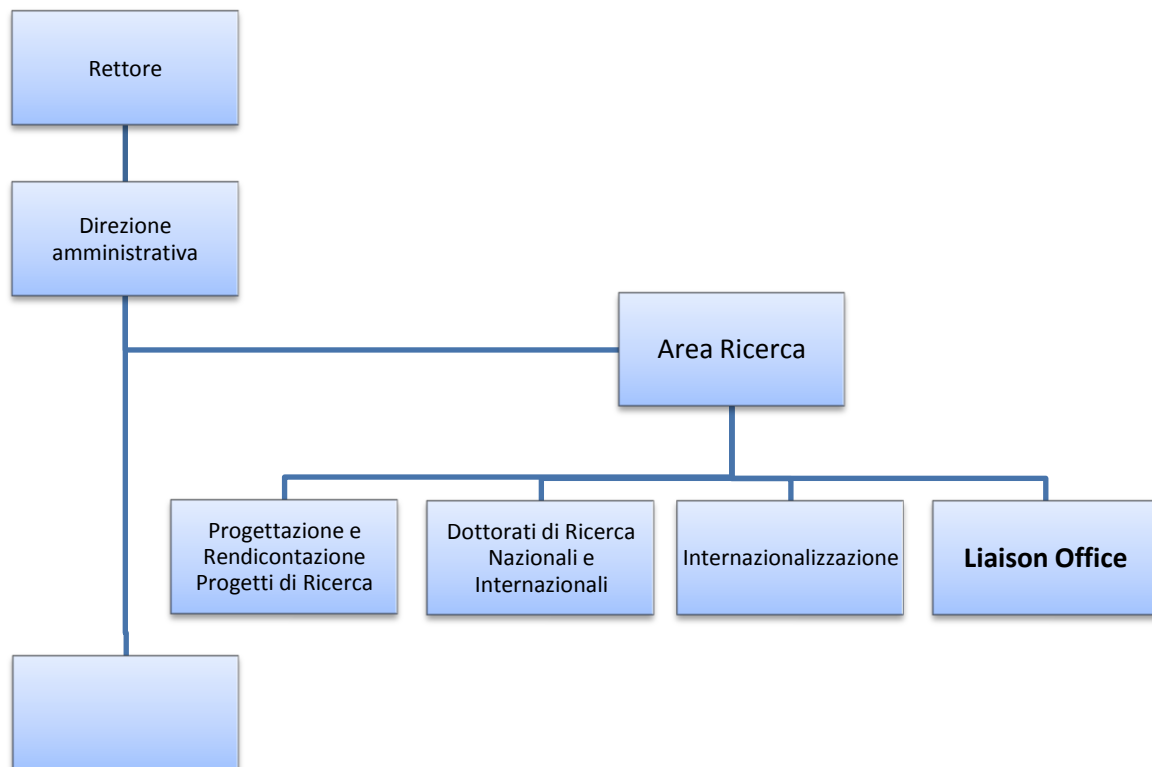 Rettore
Direzione
amministrativa
Area Ricerca
Progettazione e
Rendicontazione
Progetti di Ricerca
Dottorati di Ricerca
Nazionali e
Internazionali
Internazionalizzazione
Liaison Office